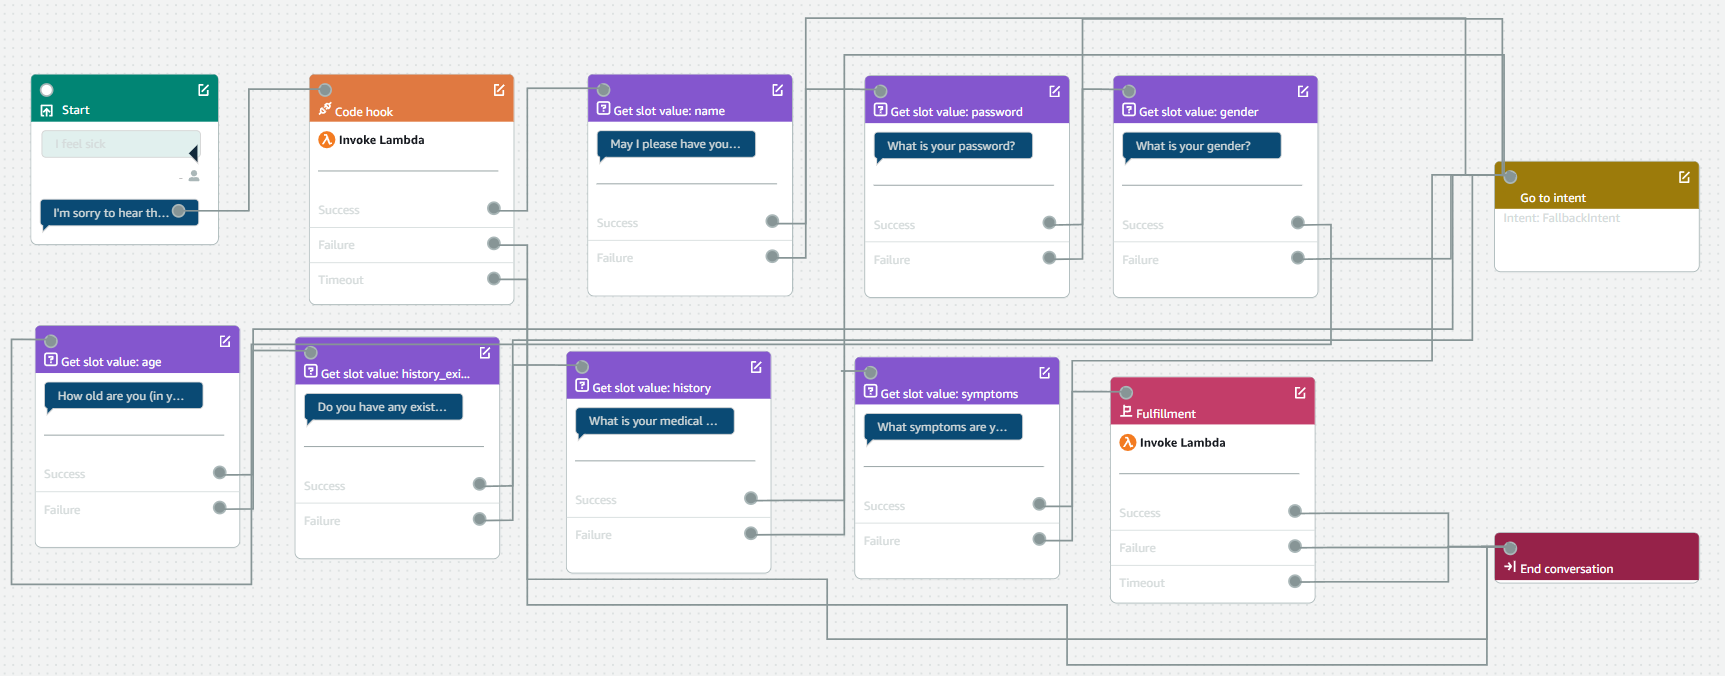 Start
I feel sick
-
I'm sorry to hear th...
Code hook
Invoke Lambda
Success
Failure
Timeout
Get slot value: name
May I please have you...
Success
Failure
Get slot value: password
What is your password?
Success
Failure
Get slot value: gender
What is your gender?
Success
Failure
Go to intent
Intent: FallbackIntent
Get slot value: age
How old are you (in y...
Success
Failure
Get slot value: history_exi...
Do you have any exist...
Success
Failure
Get slot value: history
What is your medical ...
Success
Failure
Get slot value: symptoms
What symptoms are y...
Success
Failure
Fulfillment
Invoke Lambda
Success
Failure
Timeout
End conversation